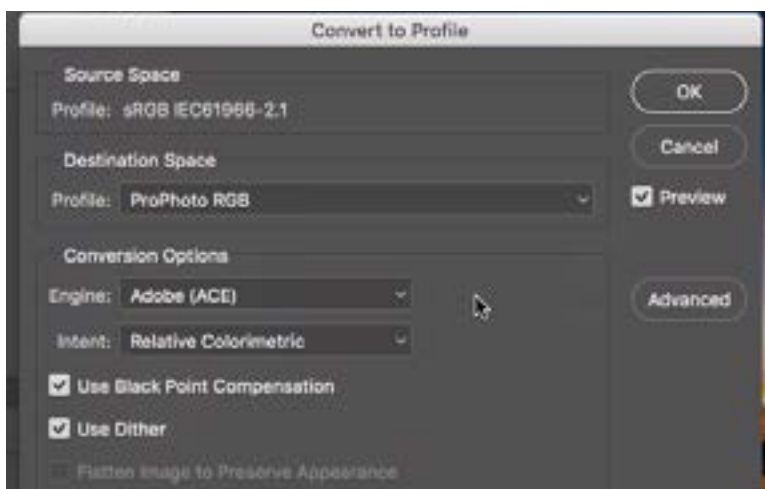 Convert to Profile
Source Space
Profile: sRGB IEC61966-2.1
OK
Destination Space
Cancel
Profile: ProPhoto RGB
Preview
Conversion Options
Engine: Adobe (ACE)
Advanced
Intent: Relative Colorimetric
Use Black Point Compensation
Use Dither
Flatten Image to Preserve Appearance